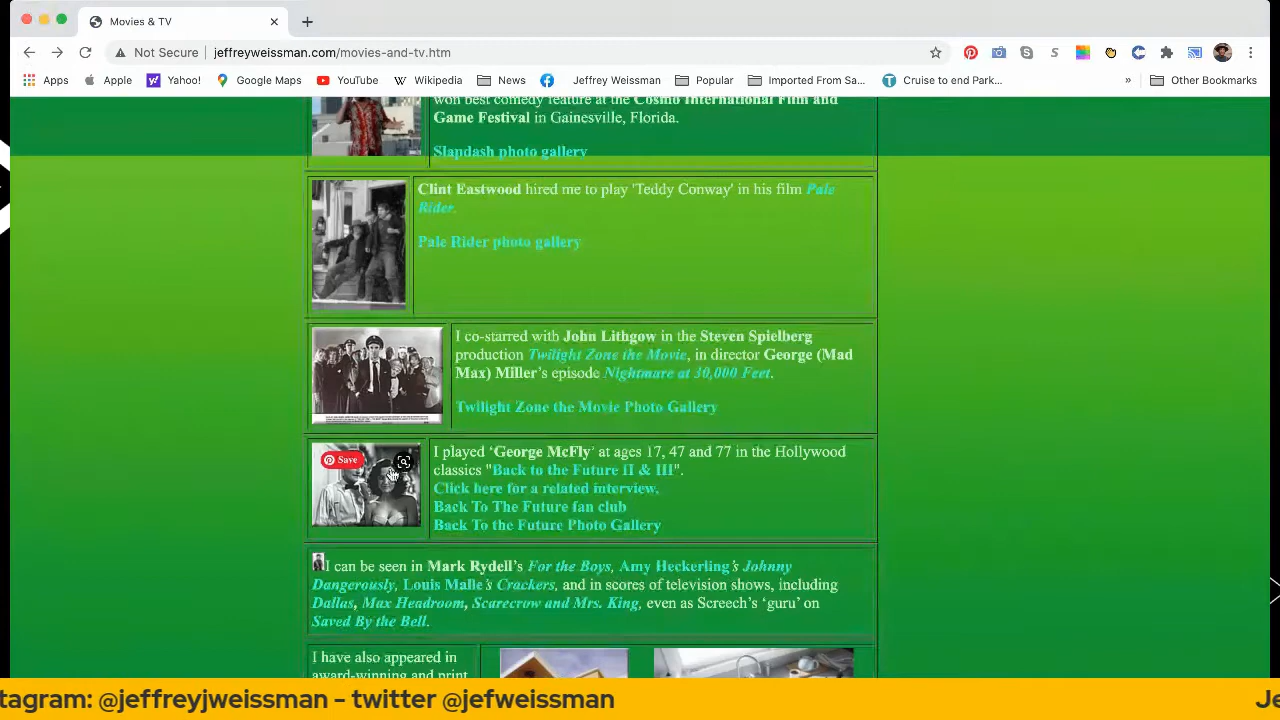 Movies & TV
Not Secure jeffreyweissman.com/movies-and-tv.htm
Apps Apple Yahoo! Google Maps YouTube Wikipedia News Jeffrey Weissman Popular Imported From Sa... Cruise to end Park... » Other Bookmarks
won best comedy feature at the Cosmo International Film and
Game Festival in Gainesville, Florida.
Slapdash photo gallery
Clint Eastwood hired me to play 'Teddy Conway' in his film Pale
Rider.
Pale Rider photo gallery
I co-starred with John Lithgow in the Steven Spielberg
production Twilight Zone the Movie, in director George (Mad
Max) Miller’s episode Nightmare at 30,000 Feet.
Twilight Zone the Movie Photo Gallery
Save
I played ‘George McFly’ at ages 17, 47 and 77 in the Hollywood
classics "Back to the Future II & III".
Click here for a related interview,
Back To The Future fan club
Back To the Future Photo Gallery
I can be seen in Mark Rydell’s For the Boys, Amy Heckerling’s Johnny
Dangerously, Louis Malle’s Crackers, and in scores of television shows, including
Dallas, Max Headroom, Scarecrow and Mrs. King, even as Screech’s ‘guru’ on
Saved By the Bell.
I have also appeared in
award-winning and print
tagram: @jeffreyjweissman - twitter @jefweissman
Je